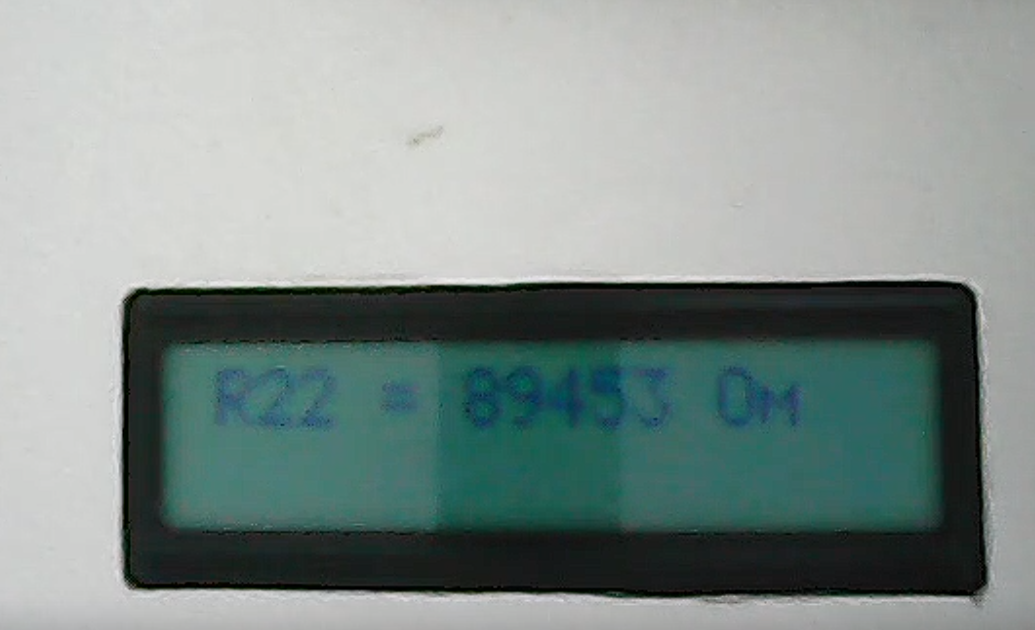 R22 = 89453 Ом